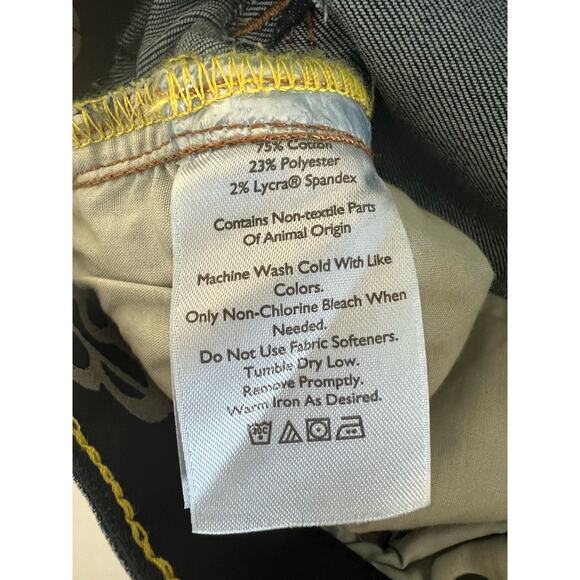 75% Cotton
23% Polyester
2% Lycra® Spandex
Contains Non-textile Parts
Of Animal Origin
Machine Wash Cold With Like
Colors.
Only Non-Chlorine Bleach When
Needed.
Do Not Use Fabric Softeners.
Tumble Dry Low.
Remove Promptly.
Warm Iron As Desired.
30C